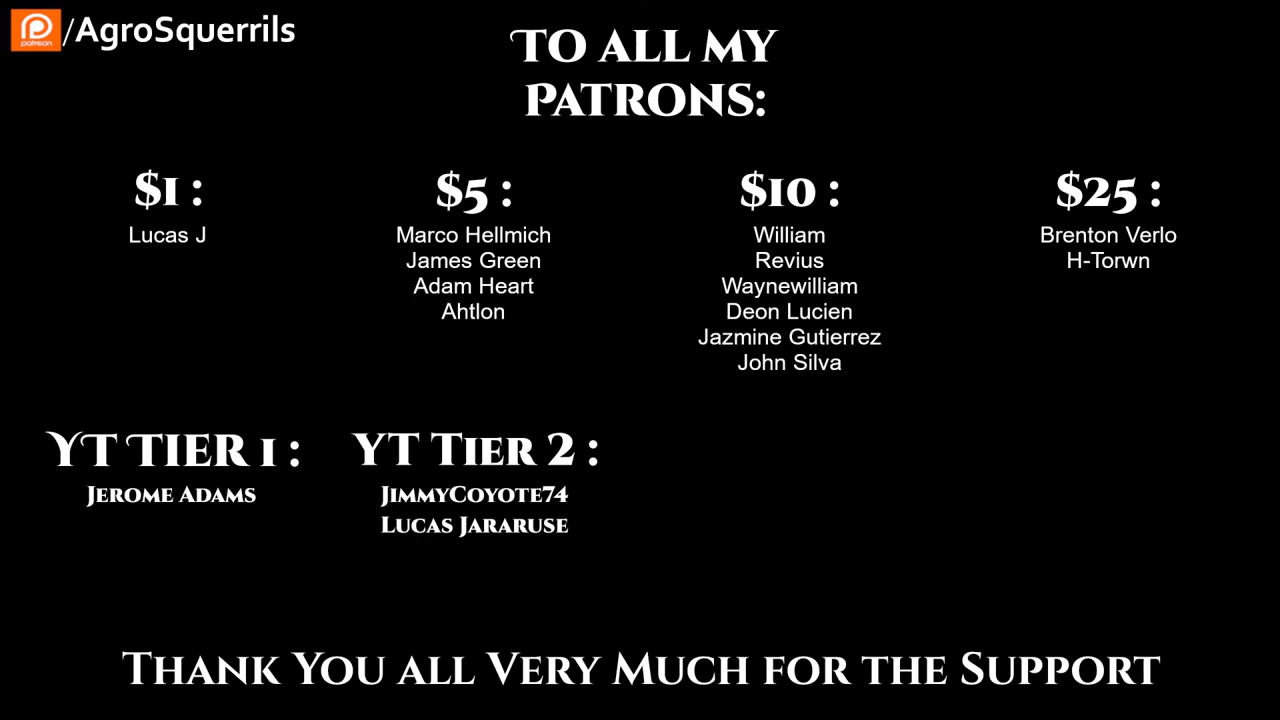 patreon
/AgroSquerrils
To all my
Patrons:
$1 :
Lucas J
$5 :
Marco Hellmich
James Green
Adam Heart
Ahtlon
$10 :
William
Revius
Waynewilliam
Deon Lucien
Jazmine Gutierrez
John Silva
$25 :
Brenton Verlo
H-Torwn
YT Tier 1 :
Jerome Adams
YT Tier 2 :
JimmyCoyote74
Lucas Jararuse
Thank You all Very Much for the Support